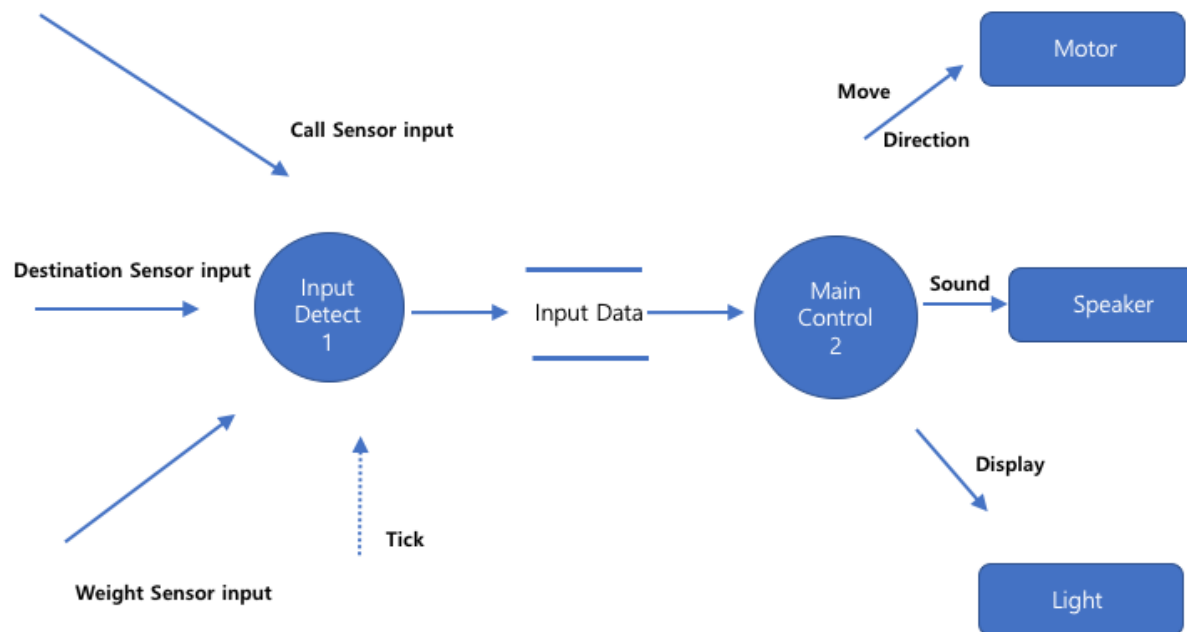 Motor
Move
Direction
Call Sensor input
Destination Sensor input
Input
Detect
1
Input Data
Main
Control
2
Sound
Speaker
Display
Tick
Weight Sensor input
Light